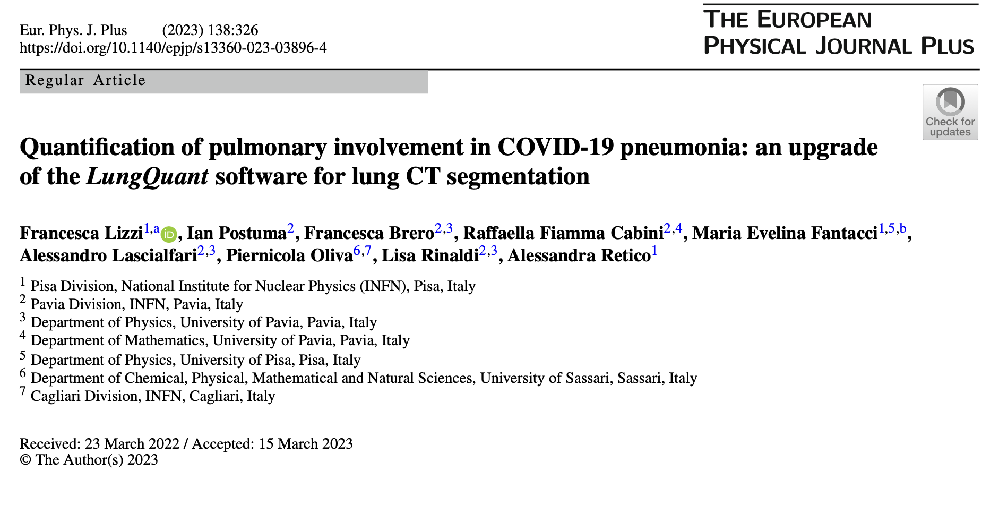 Eur. Phys. J. Plus (2023) 138:326
https://doi.org/10.1140/epjp/s13360-023-03896-4
THE EUROPEAN
PHYSICAL JOURNAL PLUS
Regular Article
Check for
updates
Quantification of pulmonary involvement in COVID-19 pneumonia: an upgrade
of the LungQuant software for lung CT segmentation
Francesca Lizzi1,a iD, Ian Postuma2, Francesca Brero2,3, Raffaella Fiamma Cabini2,4, Maria Evelina Fantacci1,5,b,
Alessandro Lascialfari2,3, Piernicola Oliva6,7, Lisa Rinaldi2,3, Alessandra Retico1
1 Pisa Division, National Institute for Nuclear Physics (INFN), Pisa, Italy
2 Pavia Division, INFN, Pavia, Italy
3 Department of Physics, University of Pavia, Pavia, Italy
4 Department of Mathematics, University of Pavia, Pavia, Italy
5 Department of Physics, University of Pisa, Pisa, Italy
6 Department of Chemical, Physical, Mathematical and Natural Sciences, University of Sassari, Sassari, Italy
7 Cagliari Division, INFN, Cagliari, Italy
Received: 23 March 2022 / Accepted: 15 March 2023
© The Author(s) 2023